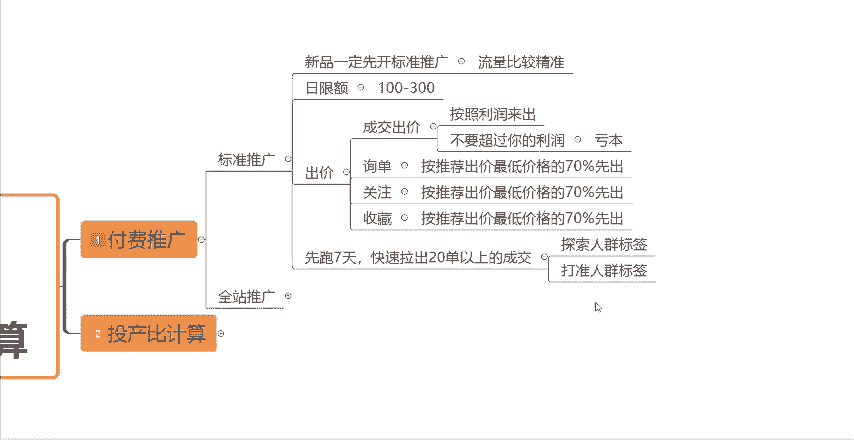 算
付费推广
标准推广
新品一定先开标准推广
流量比较精准
日限额
100-300
出价
成交出价
按照利润来出
不要超过你的利润
亏本
询单
按推荐出价最低价格的70%先出
关注
按推荐出价最低价格的70%先出
收藏
按推荐出价最低价格的70%先出
先跑7天，快速拉出20单以上的成交
探索人群标签
打准人群标签
全站推广
投产比计算